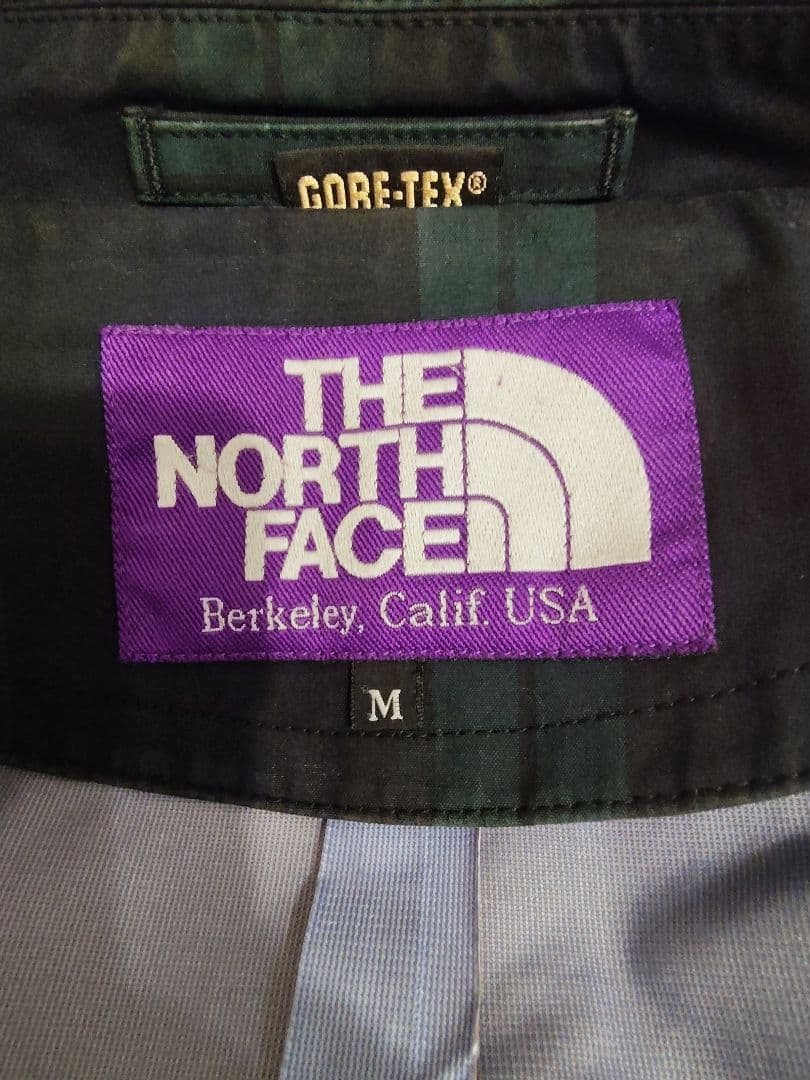 GORE-TEX®
THE
NORTH
FACE
Berkeley, Calif. USA
M